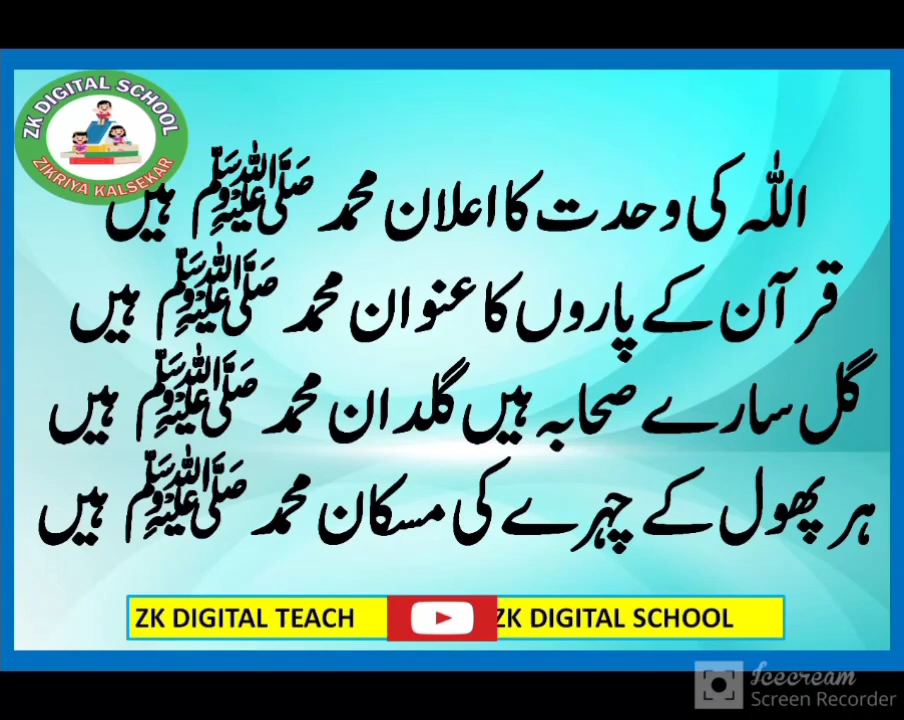 ZK DIGITAL SCHOOL
ZIKRIYA KALSEKAR
اللہ کی وحدت کا اعلان محمد ﷺ ہیں
قرآن کے پاروں کا عنوان محمد ﷺ ہیں
گل سارے صحابہ ہیں گلدان محمد ﷺ ہیں
ہر پھول کے چہرے کی مسکان محمد ﷺ ہیں
ZK DIGITAL TEACH ZK DIGITAL SCHOOL
Icecream
Screen Recorder